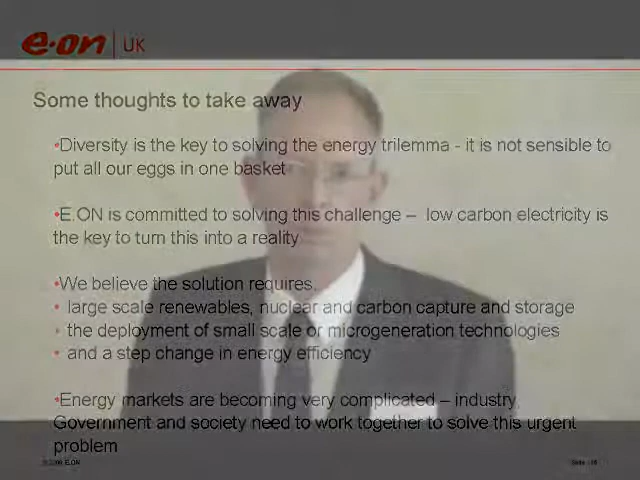 e·on | UK
Some thoughts to take away
•Diversity is the key to solving the energy trilemma - it is not sensible to
put all our eggs in one basket
•E.ON is committed to solving this challenge – low carbon electricity is
the key to turn this into a reality
•We believe the solution requires.
• large scale renewables, nuclear and carbon capture and storage
• the deployment of small scale or microgeneration technologies
• and a step change in energy efficiency
•Energy markets are becoming very complicated – industry
Government and society need to work together to solve this urgent
problem
E.ON